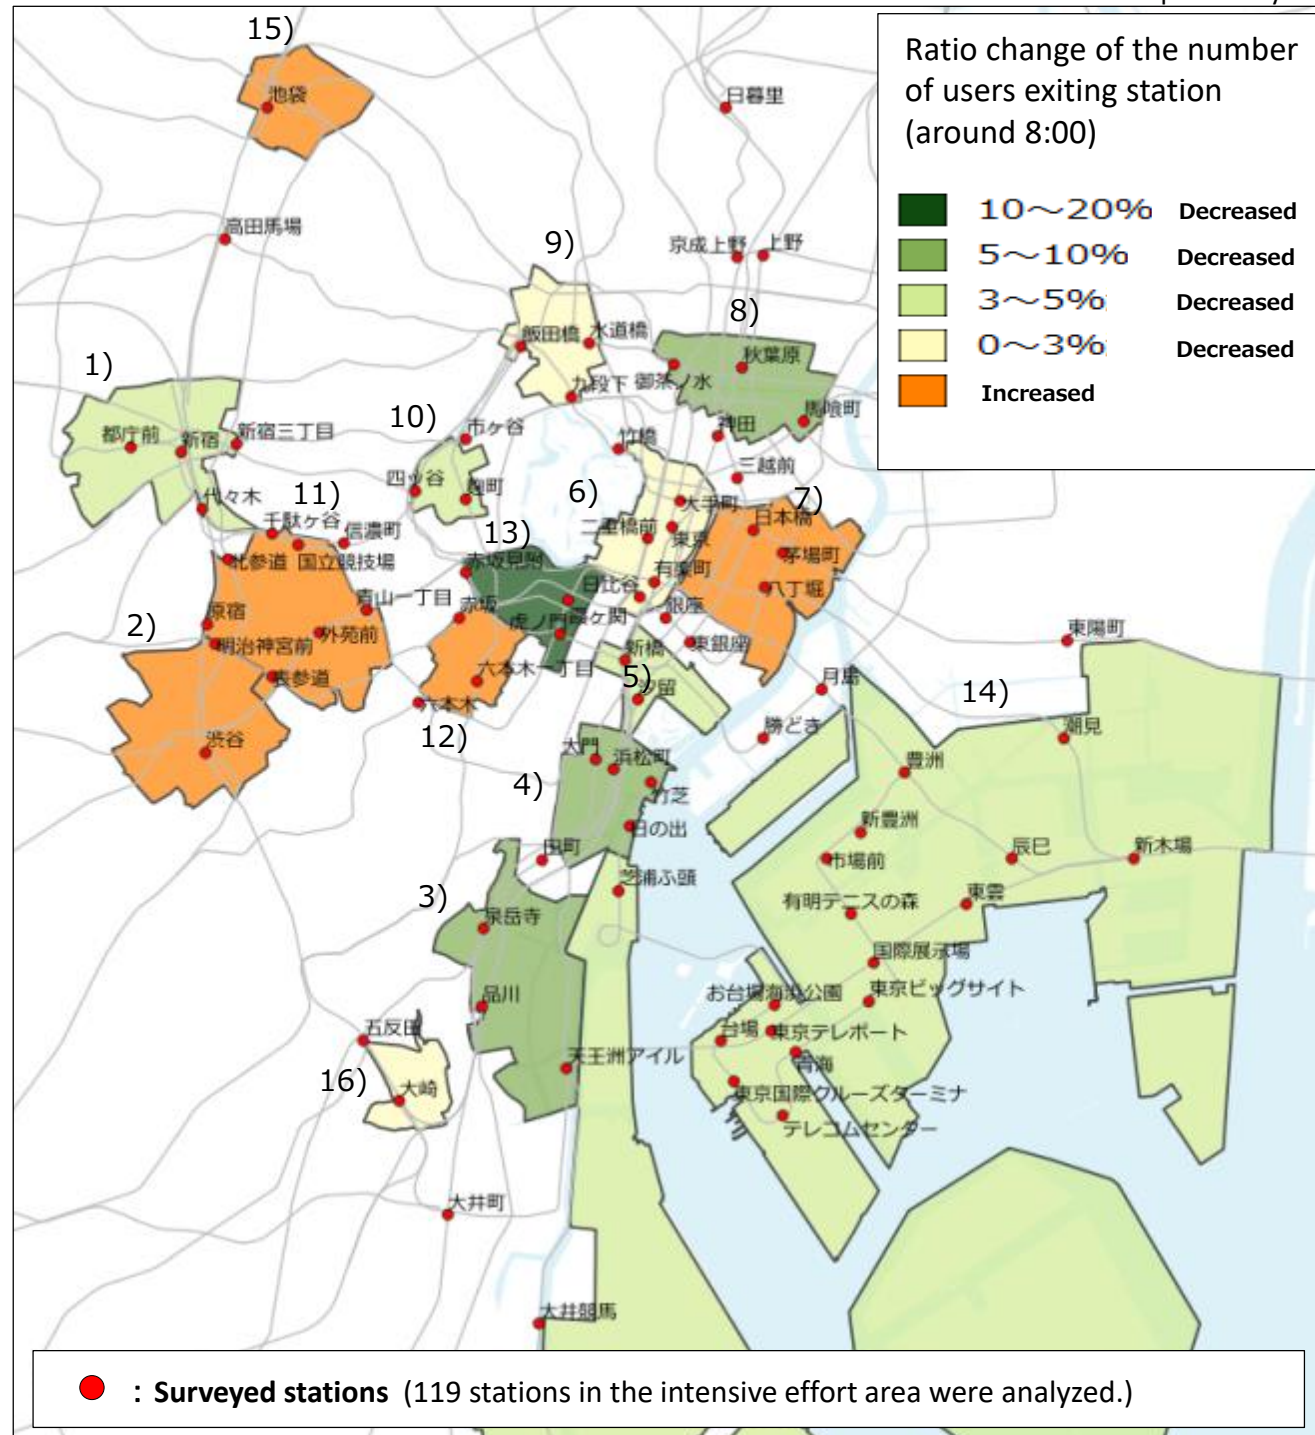 Ratio change of the number
of users exiting station
(around 8:00)
10～20% Decreased
5～10% Decreased
3～5% Decreased
0～3% Decreased
Increased
15)
池袋
日暮里
高田馬場
9)
京成上野
上野
8)
飯田橋
水道橋
秋葉原
1)
御茶ノ水
九段下
馬喰町
10)
市ヶ谷
神田
都庁前
新宿
新宿三丁目
竹橋
三越前
四ッ谷
麹町
6)
大手町
7)
代々木
11)
日本橋
千駄ヶ谷
信濃町
二重橋前
東京
13)
茅場町
北参道
国立競技場
赤坂見附
有楽町
日比谷
八丁堀
青山一丁目
赤坂
霞ヶ関
銀座
2)
原宿
外苑前
虎ノ門
明治神宮前
新橋
東銀座
東陽町
表参道
六本木一丁目
5)
汐留
月島
14)
六本木
12)
勝どき
潮見
渋谷
大門
浜松町
豊洲
4)
竹芝
日の出
新豊洲
田町
市場前
辰巳
新木場
芝浦ふ頭
3)
有明テニスの森
東雲
泉岳寺
国際展示場
品川
お台場海浜公園
東京ビッグサイト
五反田
台場
東京テレポート
天王洲アイル
青海
16)
大崎
東京国際クルーズターミナ
テレコムセンター
大井町
大井競馬
: Surveyed stations (119 stations in the intensive effort area were analyzed.)